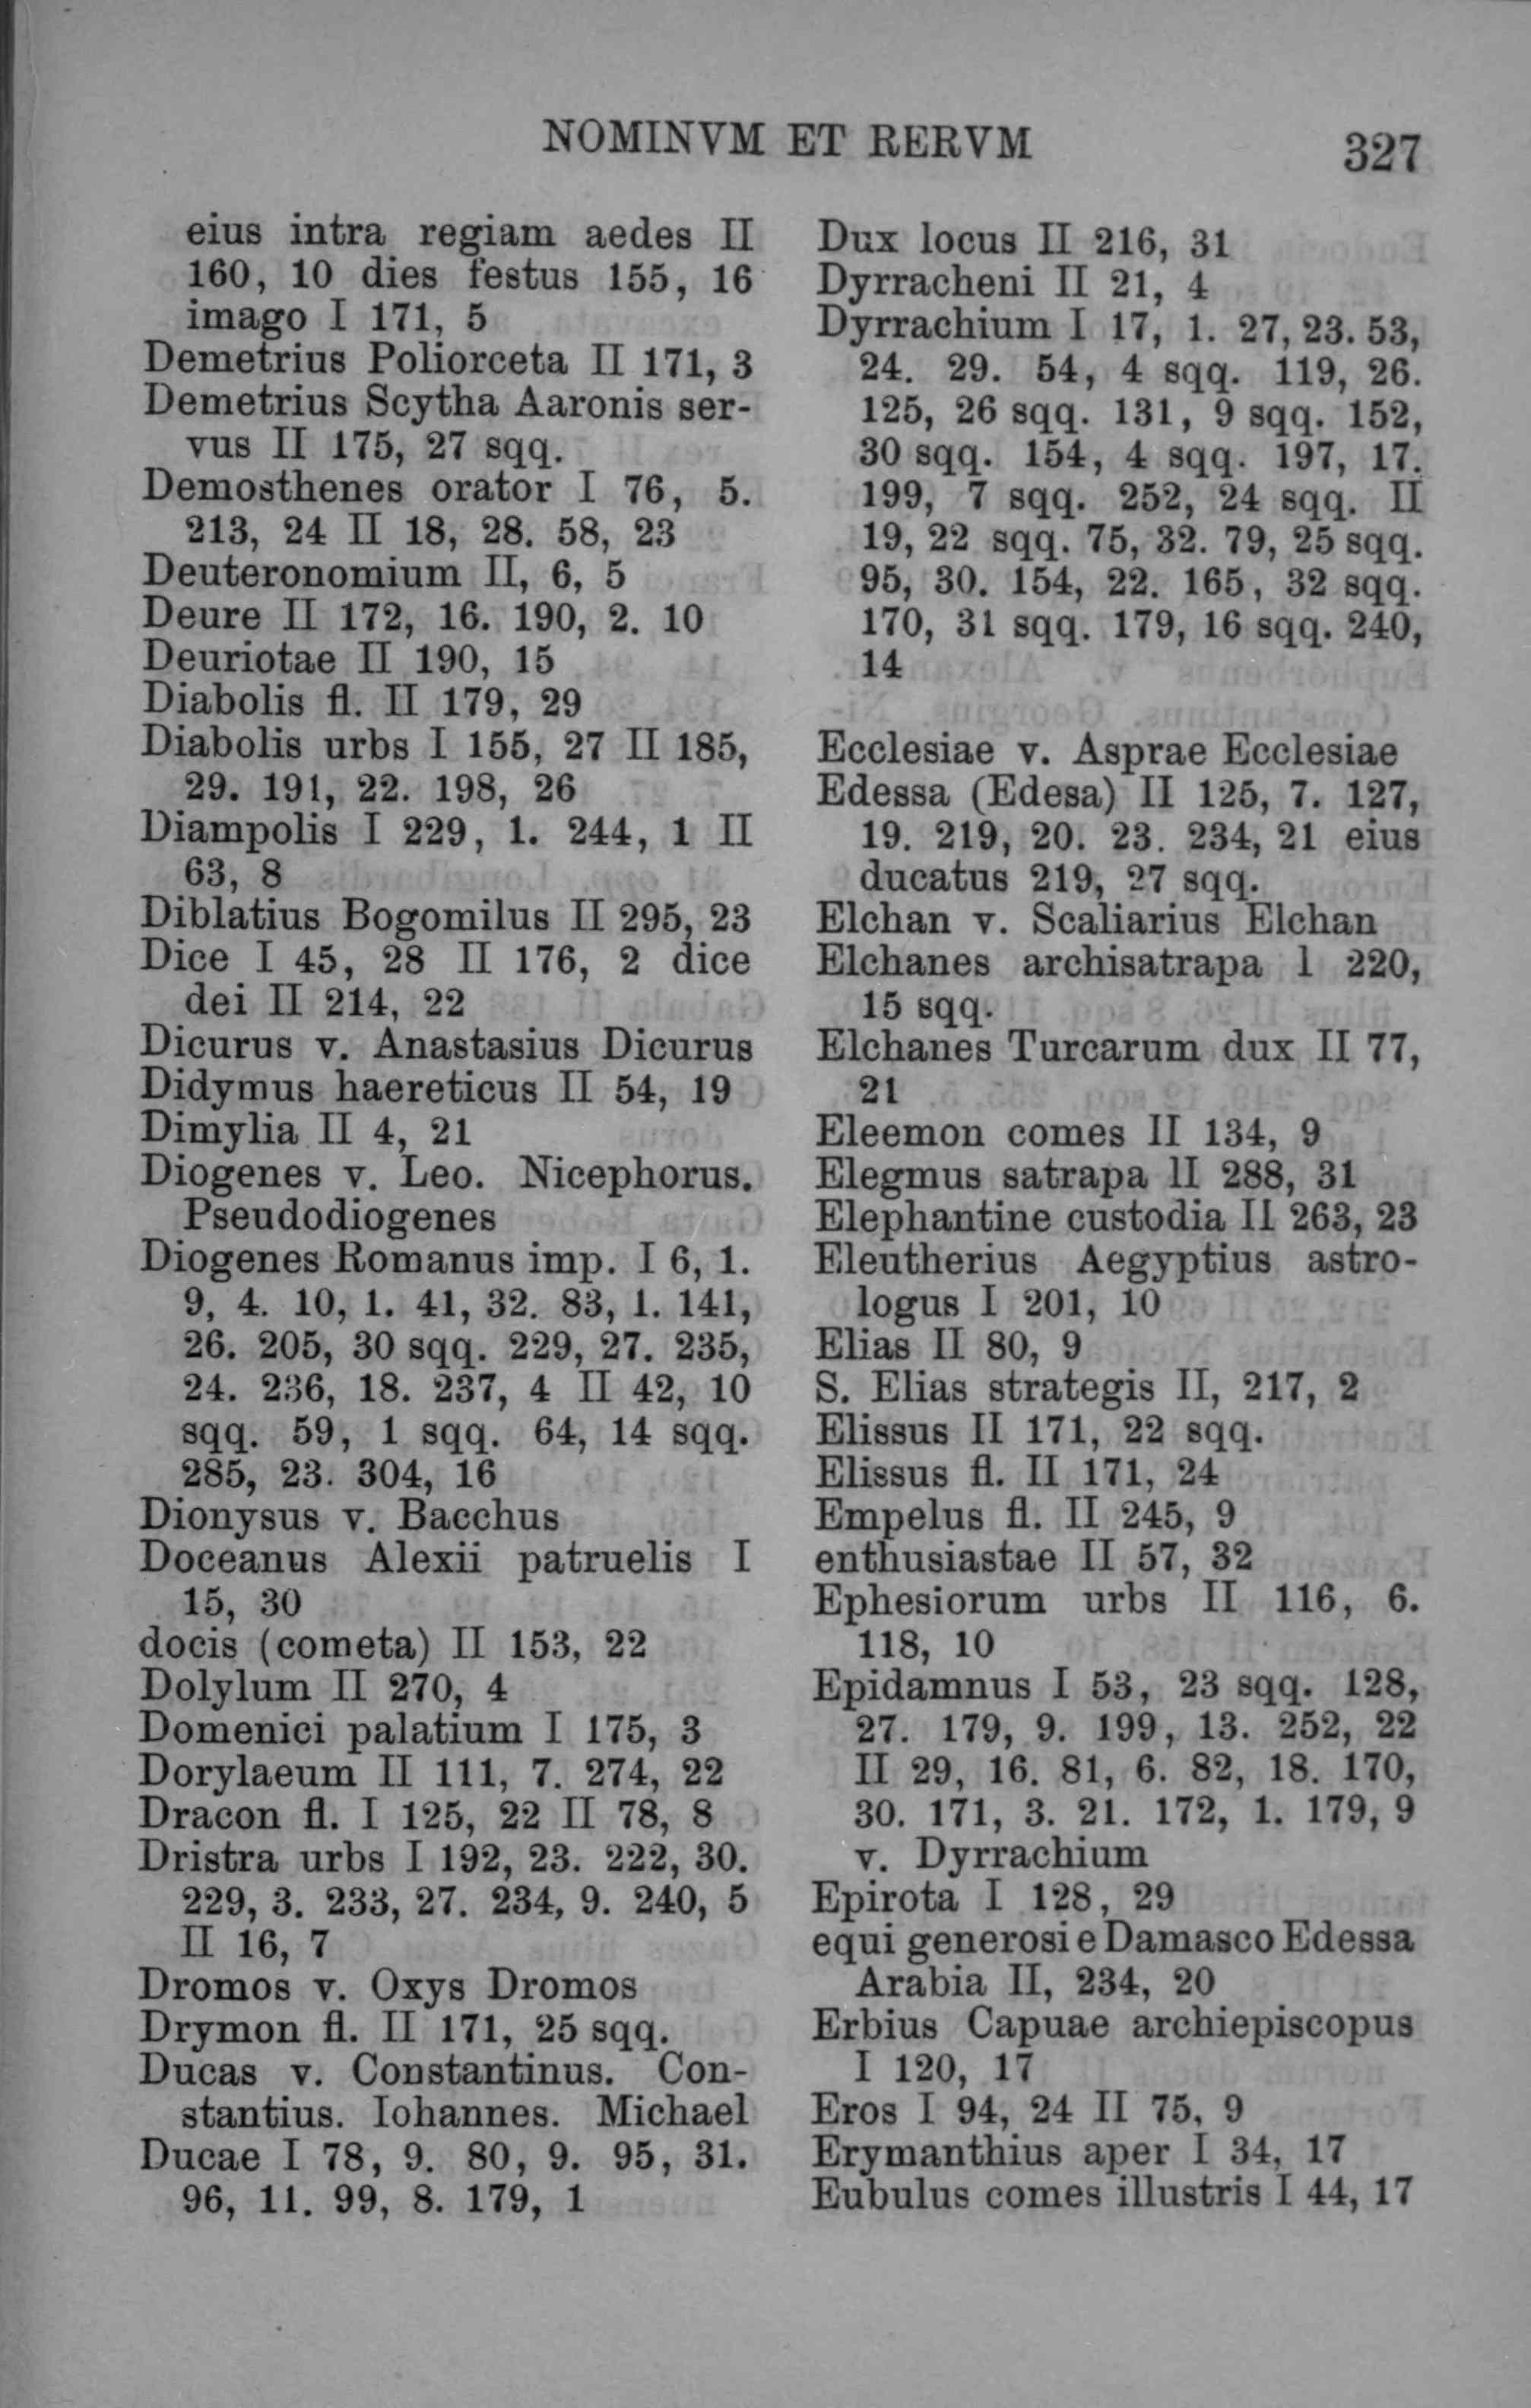 NOMINVM ET RERVM
327
eius intra regiam aedes II
160, 10 dies festus 155, 16
imago I 171, 5
Demetrius Poliorceta II 171, 3
Demetrius Scytha Aaronis ser-
vus II 175, 27 sqq.
Demosthenes orator I 76, 5.
213, 24 II 18, 28. 58, 23
Deuteronomium II, 6, 5
Deure II 172, 16. 190, 2. 10
Deuriotae II 190, 15
Diabolis fl. II 179, 29
Diabolis urbs I 155, 27 II 185,
29. 191, 22. 198, 26
Diampolis I 229, 1. 244, 1 II
63, 8
Diblatius Bogomilus II 295, 23
Dice I 45, 28 II 176, 2 dice
dei II 214, 22
Dicurus v. Anastasius Dicurus
Didymus haereticus II 54, 19
Dimylia II 4, 21
Diogenes v. Leo. Nicephorus.
Pseudodiogenes
Diogenes Romanus imp. I 6, 1.
9, 4. 10, 1. 41, 32. 83, 1. 141,
26. 205, 30 sqq. 229, 27. 235,
24. 236, 18. 237, 4 II 42, 10
sqq. 59, 1 sqq. 64, 14 sqq.
285, 23. 304, 16
Dionysus v. Bacchus
Doceanus Alexii patruelis I
15, 30
docis (cometa) II 153, 22
Dolylum II 270, 4
Domenici palatium I 175, 3
Dorylaeum II 111, 7. 274, 22
Dracon fl. I 125, 22 II 78, 8
Dristra urbs I 192, 23. 222, 30.
229, 3. 233, 27. 234, 9. 240, 5
II 16, 7
Dromos v. Oxys Dromos
Drymon fl. II 171, 25 sqq.
Ducas v. Constantinus. Con-
stantius. Iohannes. Michael
Ducae I 78, 9. 80, 9. 95, 31.
96, 11. 99, 8. 179, 1
Dux locus II 216, 31
Dyrracheni II 21, 4
Dyrrachium I 17, 1. 27, 23. 53,
24. 29. 54, 4 sqq. 119, 26.
125, 26 sqq. 131, 9 sqq. 152,
30 sqq. 154, 4 sqq. 197, 17.
199, 7 sqq. 252, 24 sqq. II
19, 22 sqq. 75, 32. 79, 25 sqq.
95, 30. 154, 22. 165, 32 sqq.
170, 31 sqq. 179, 16 sqq. 240,
14
Ecclesiae v. Asprae Ecclesiae
Edessa (Edesa) II 125, 7. 127,
19. 219, 20. 23. 234, 21 eius
ducatus 219, 27 sqq.
Elchan v. Scaliarius Elchan
Elchanes archisatrapa I 220,
15 sqq.
Elchanes Turcarum dux II 77,
21
Eleemon comes II 134, 9
Elegmus satrapa II 288, 31
Elephantine custodia II 263, 23
Eleutherius Aegyptius astro-
logus I 201, 10
Elias II 80, 9
S. Elias strategis II, 217, 2
Elissus II 171, 22 sqq.
Elissus fl. II 171, 24
Empelus fl. II 245, 9
enthusiastae II 57, 32
Ephesiorum urbs II 116, 6.
118, 10
Epidamnus I 53, 23 sqq. 128,
27. 179, 9. 199, 13. 252, 22
II 29, 16. 81, 6. 82, 18. 170,
30. 171, 3. 21. 172, 1. 179, 9
v. Dyrrachium
Epirota I 128, 29
equi generosi e Damasco Edessa
Arabia II, 234, 20
Erbius Capuae archiepiscopus
I 120, 17
Eros I 94, 24 II 75, 9
Erymanthius aper I 34, 17
Eubulus comes illustris I 44, 17